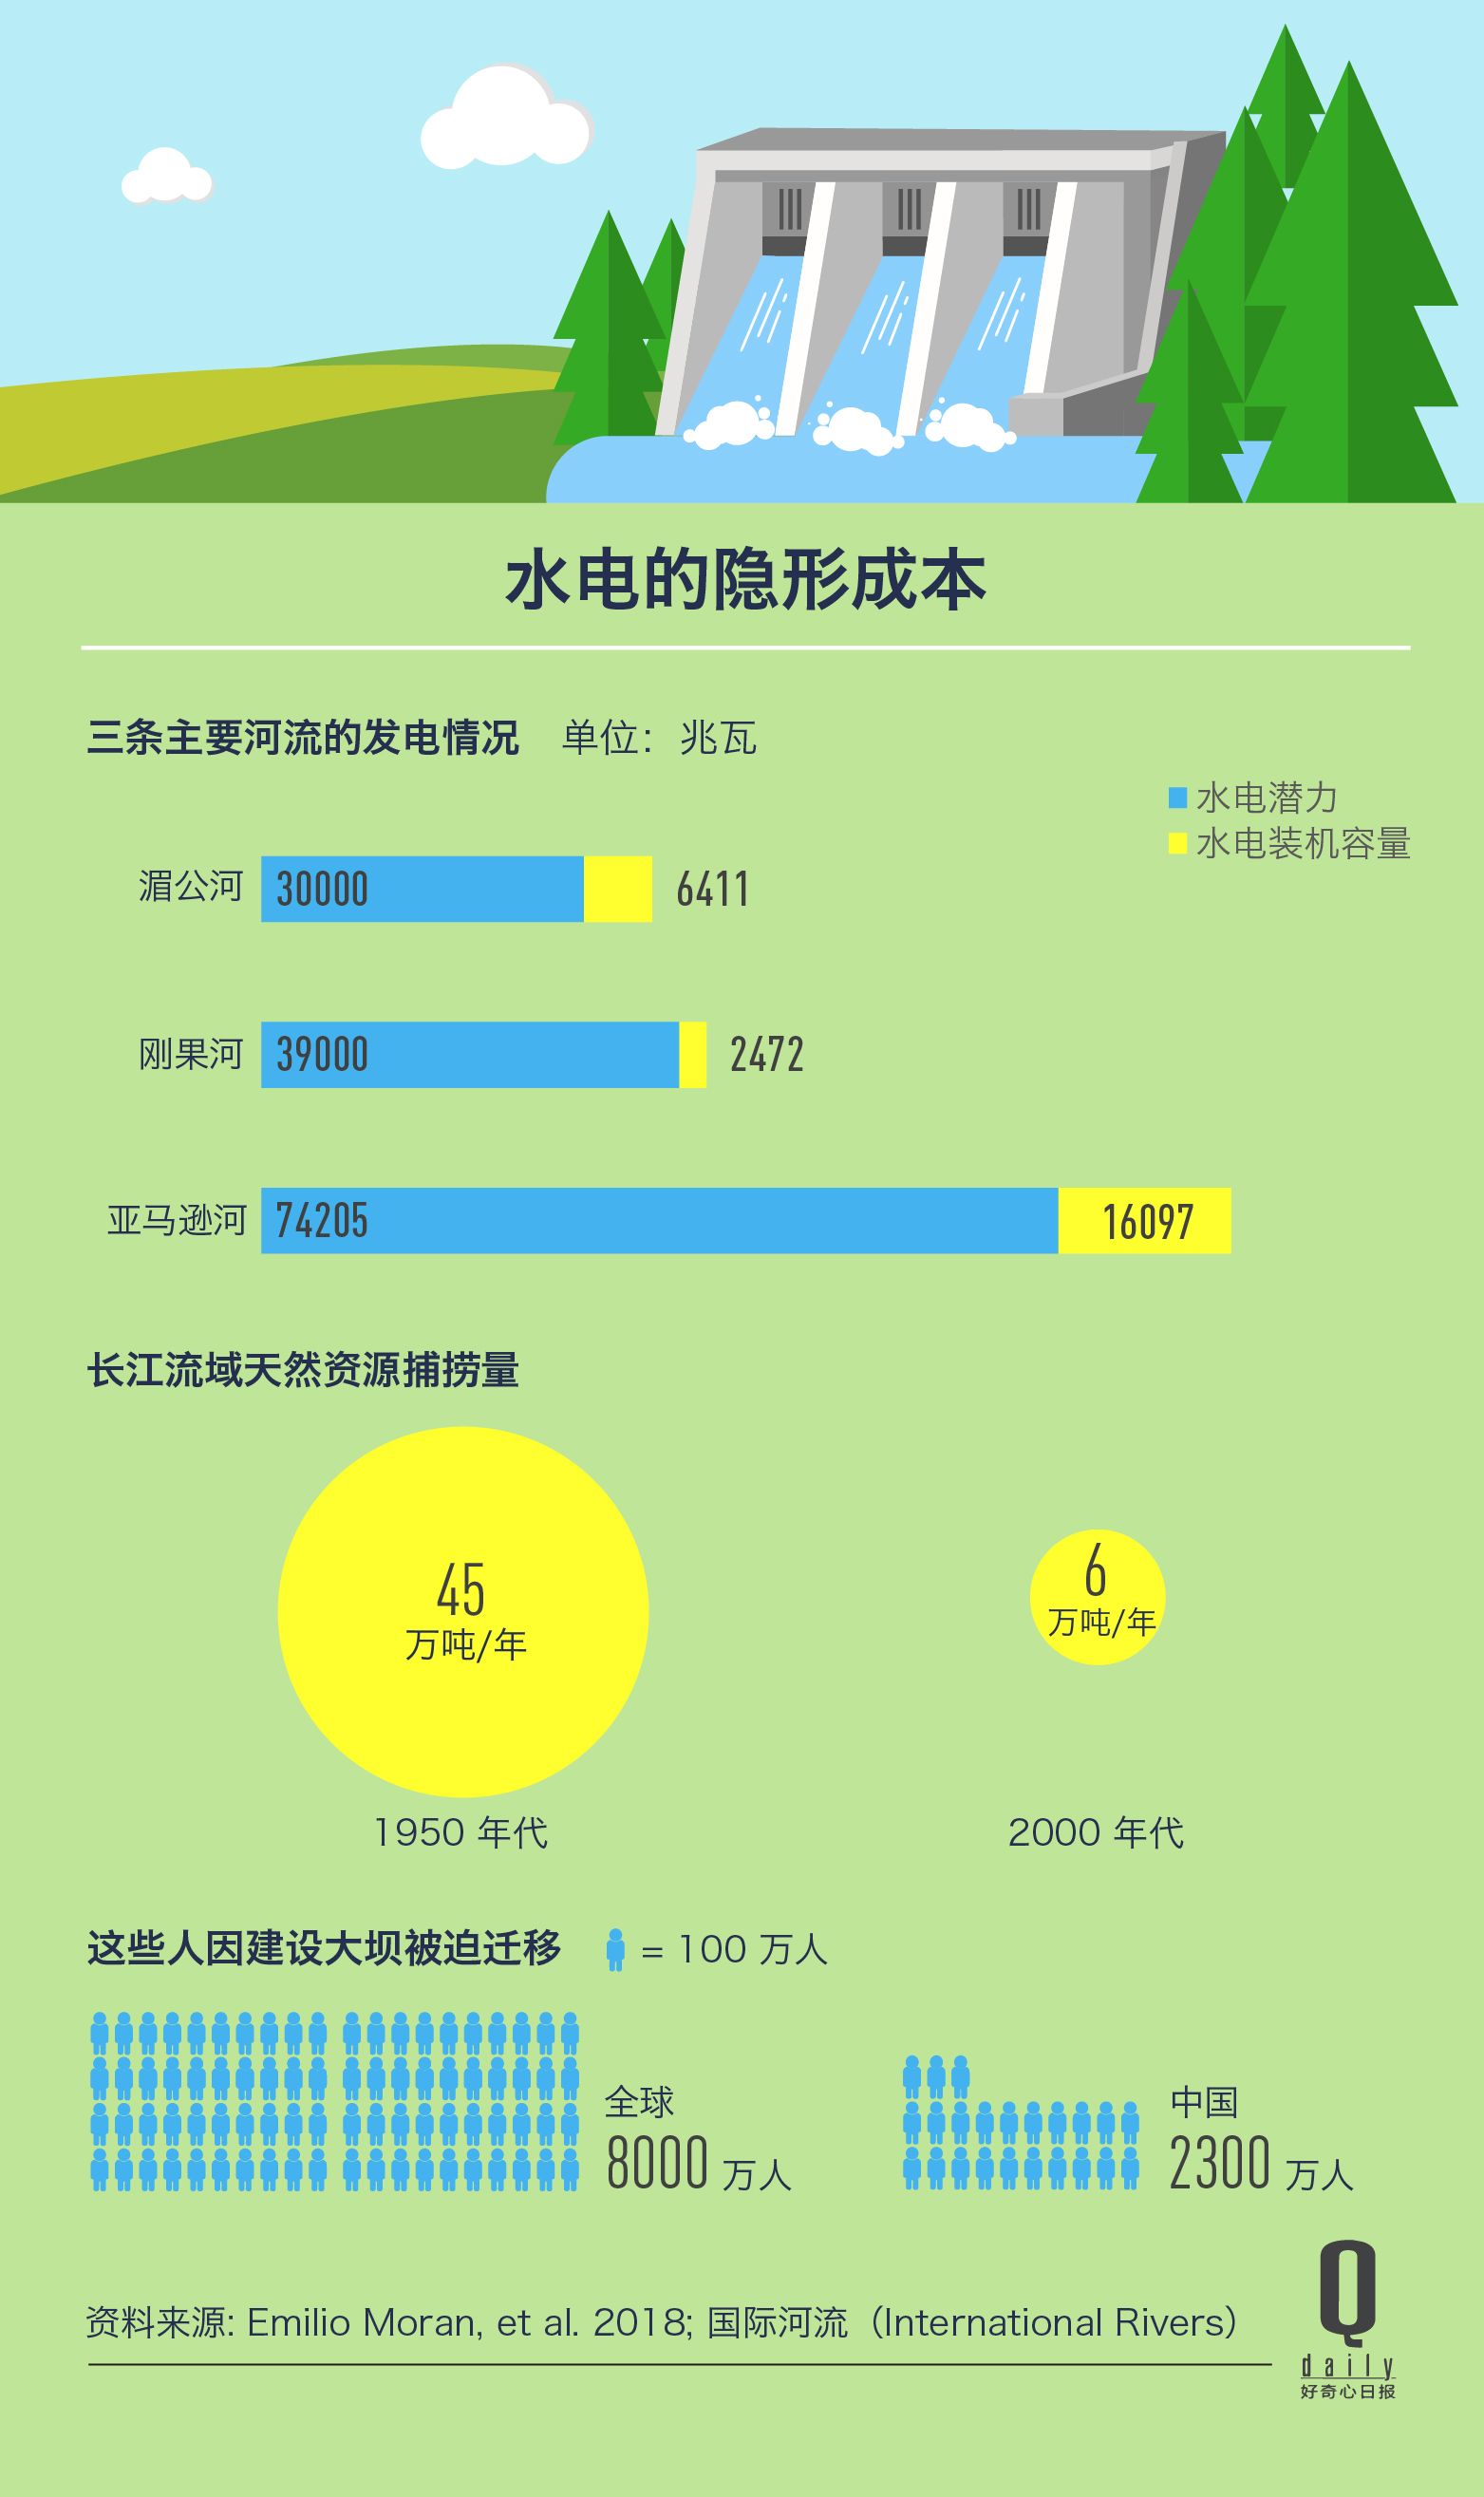 水电的隐形成本
三条主要河流的发电情况 单位：兆瓦
水电潜力
水电装机容量
湄公河 30000 6411
刚果河 39000 2472
亚马逊河 74205 16097
长江流域天然资源捕捞量
45
万吨/年
6
万吨/年
1950 年代
2000 年代
这些人因建设大坝被迫迁移 = 100 万人
全球
8000 万人
中国
2300 万人
资料来源: Emilio Moran, et al. 2018; 国际河流（International Rivers）
Q
daily
好奇心日报